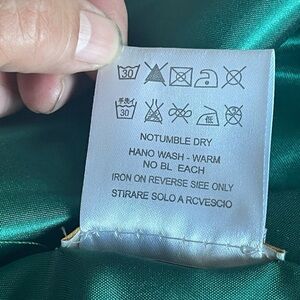 30
30
NOTUMBLE DRY
HANO WASH - WARM
NO BL EACH
IRON ON REVERSE SIEE ONLY
STIRARE SOLO A RCVESCIO